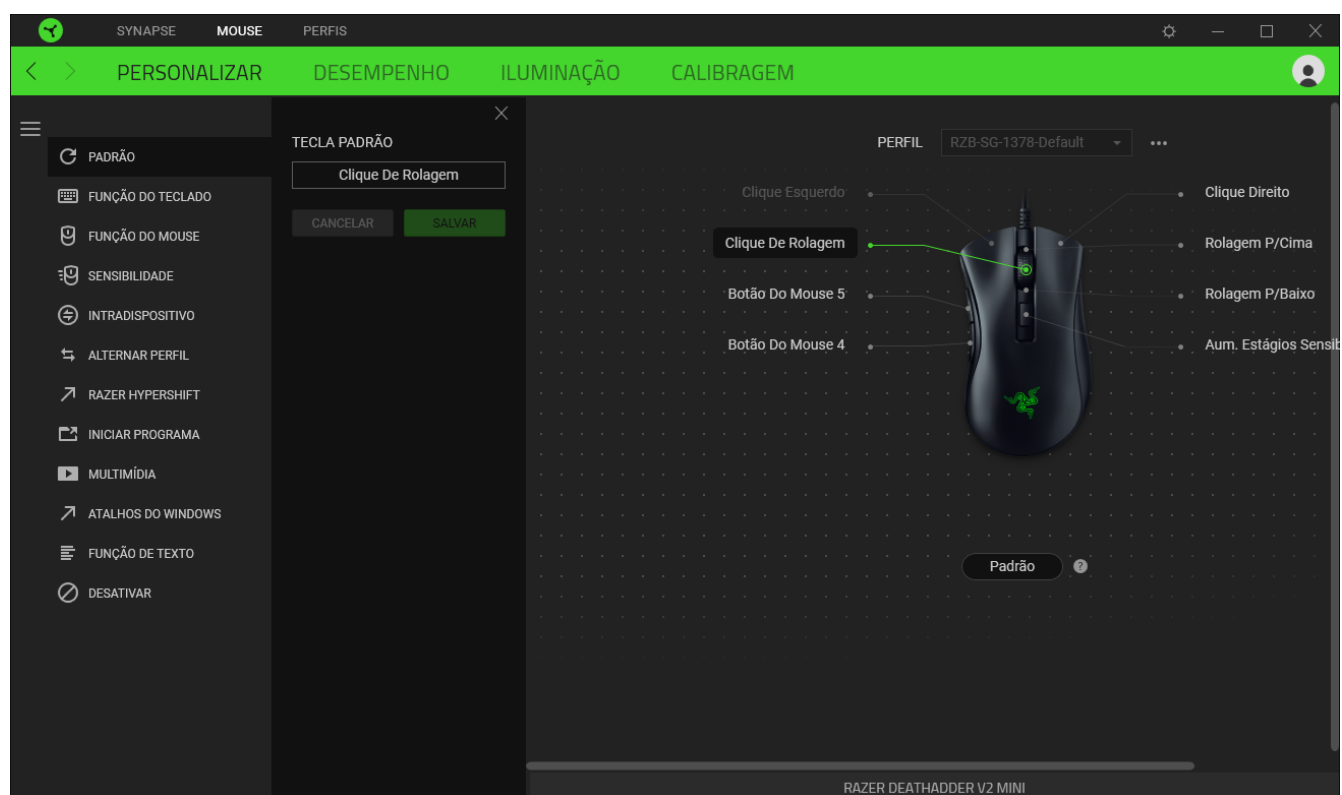 SYNAPSE MOUSE PERFIS
PERSONALIZAR DESEMPENHO ILUMINAÇÃO CALIBRAGEM
PADRÃO
FUNÇÃO DO TECLADO
FUNÇÃO DO MOUSE
SENSIBILIDADE
INTRADISPOSITIVO
ALTERNAR PERFIL
RAZER HYPERSHIFT
INICIAR PROGRAMA
MULTIMÍDIA
ATALHOS DO WINDOWS
FUNÇÃO DE TEXTO
DESATIVAR
TECLA PADRÃO
Clique De Rolagem
CANCELAR SALVAR
PERFIL RZB-SG-1378-Default
Clique Esquerdo
Clique De Rolagem
Botão Do Mouse 5
Botão Do Mouse 4
Clique Direito
Rolagem P/Cima
Rolagem P/Baixo
Aum. Estágios Sensib
Padrão ?
RAZER DEATHADDER V2 MINI